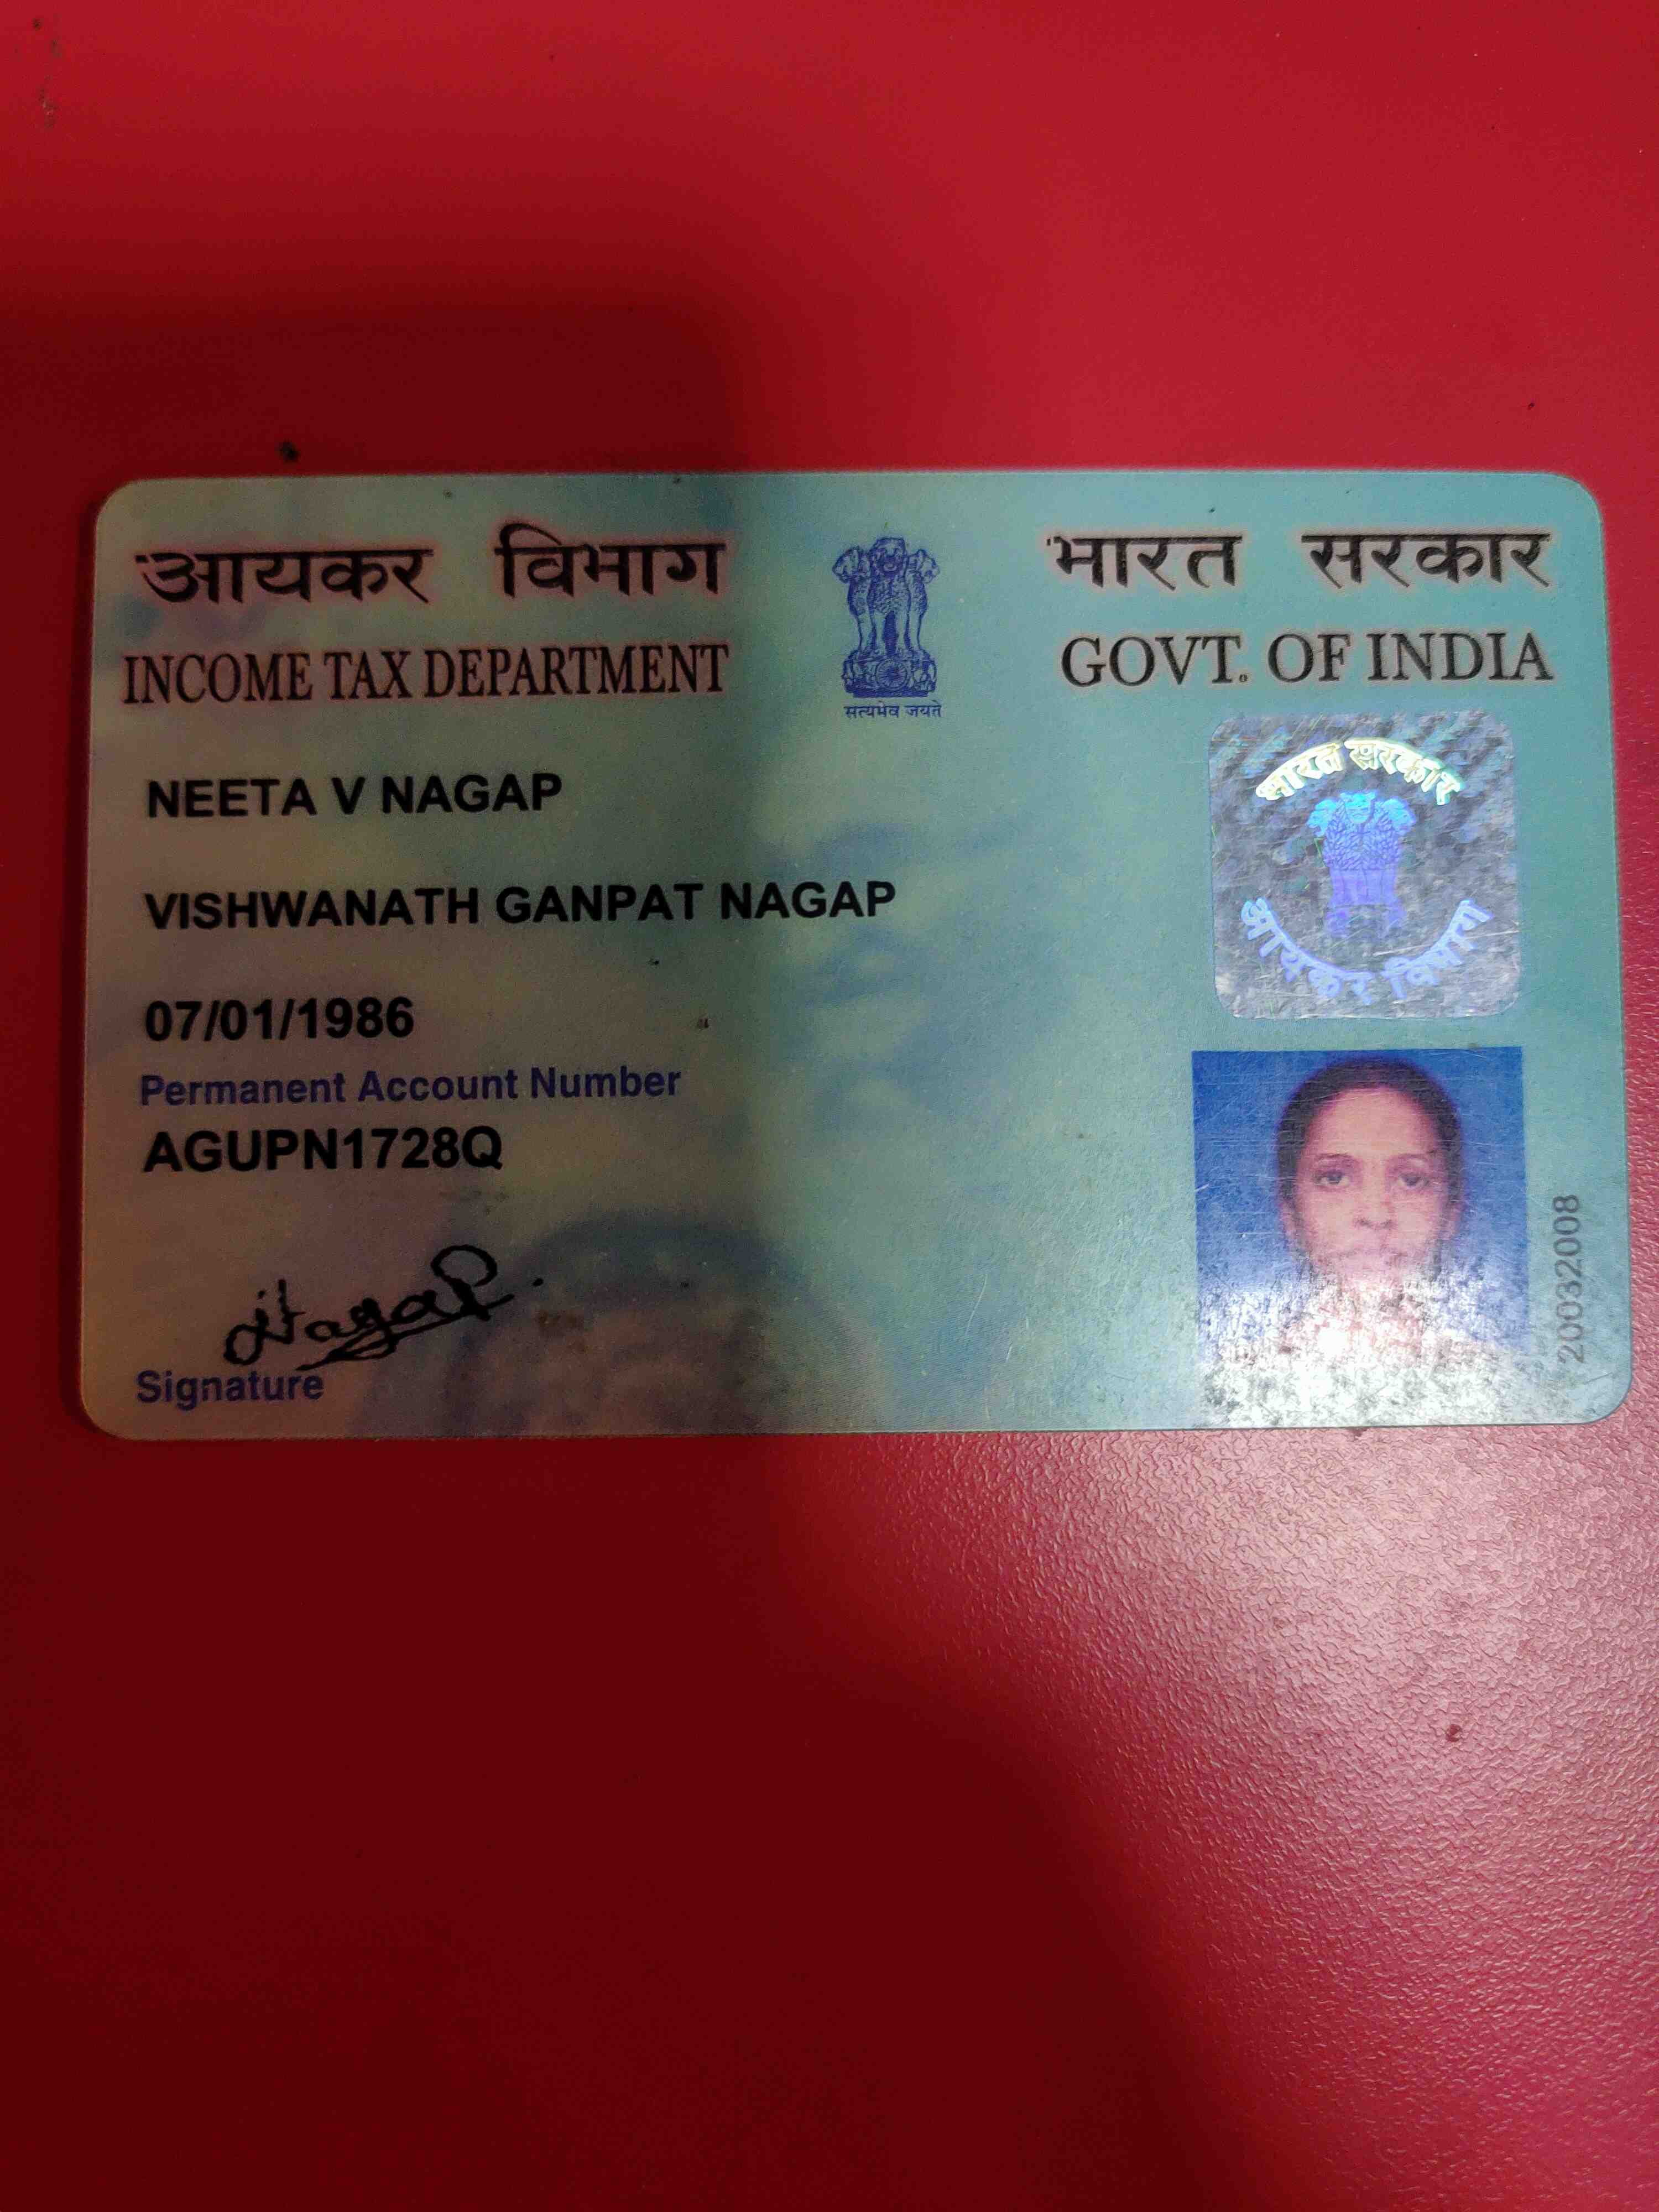 आयकर विभाग
INCOME TAX DEPARTMENT
सत्यमेव जयते
भारत सरकार
GOVT. OF INDIA
NEETA V NAGAP
VISHWANATH GANPAT NAGAP
07/01/1986
Permanent Account Number
AGUPN1728Q
Nagap
Signature
भारत सरकार
आयकर विभाग
20032008